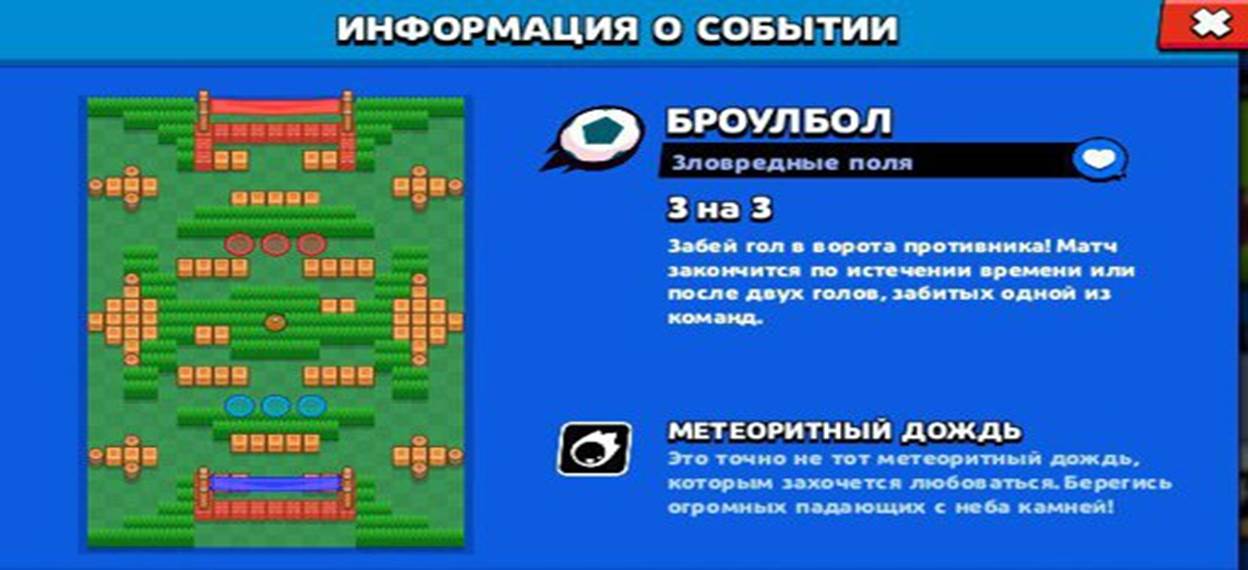 ИНФОРМАЦИЯ О СОБЫТИИ
БРОУЛБОЛ
Зловредные поля
3 на 3
Забей гол в ворота противника! Матч
закончится по истечении времени или
после двух голов, забитых одной из
команд.
МЕТЕОРИТНЫЙ ДОЖДЬ
Это точно не тот метеоритный дождь,
которым захочется любоваться. Берегись
огромных падающих с неба камней!